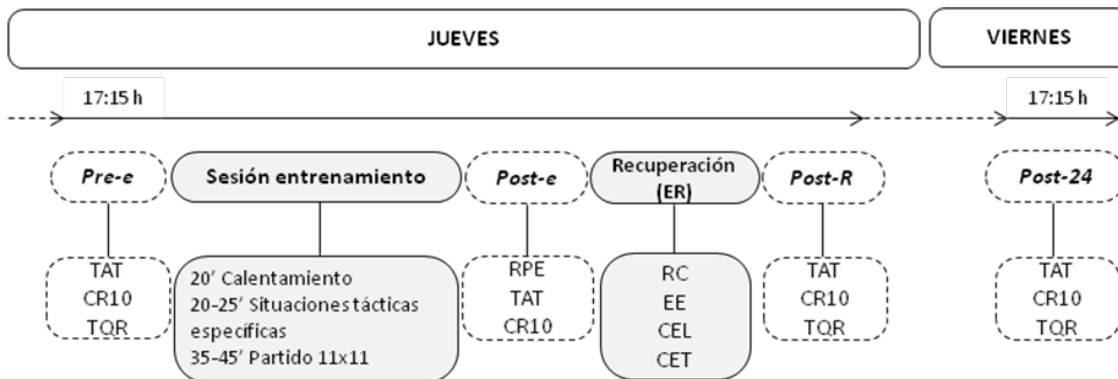 JUEVES
VIERNES
17:15 h
17:15 h
Pre-e
Sesión entrenamiento
Post-e
Recuperación
(ER)
Post-R
Post-24
TAT
CR10
TQR
20’ Calentamiento
20-25’ Situaciones tácticas
específicas
35-45’ Partido 11x11
RPE
TAT
CR10
RC
EE
CEL
CET
TAT
CR10
TQR
TAT
CR10
TQR